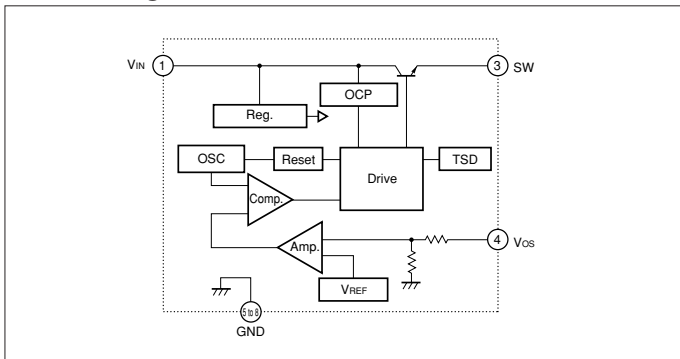 VIN 1
3 SW
OCP
Reg.
OSC
Reset
Drive
TSD
Comp.
Amp.
4 VOS
VREF
5 to 8
GND